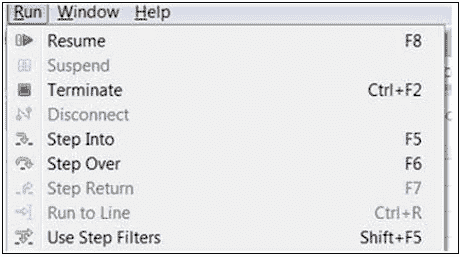 Run Window Help
Resume F8
Suspend
Terminate Ctrl+F2
Disconnect
Step Into F5
Step Over F6
Step Return F7
Run to Line Ctrl+R
Use Step Filters Shift+F5